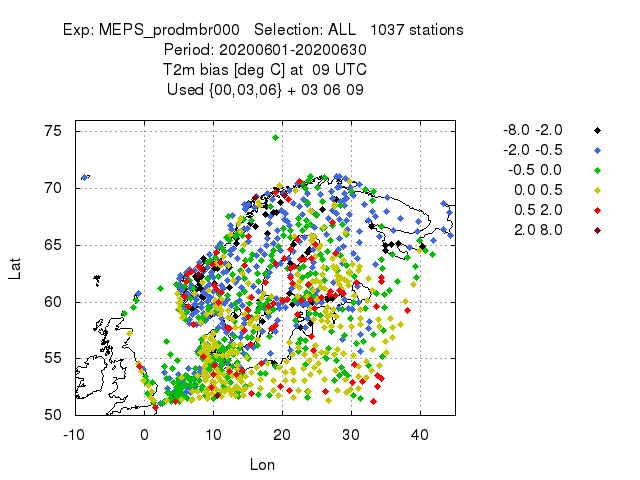 Exp: MEPS_prodmbr000 Selection: ALL 1037 stations
Period: 20200601-20200630
T2m bias [deg C] at 09 UTC
Used {00,03,06} + 03 06 09
-8.0 -2.0
-2.0 -0.5
-0.5 0.0
0.0 0.5
0.5 2.0
2.0 8.0
75
70
65
60
55
50
Lat
-10 0 10 20 30 40
Lon